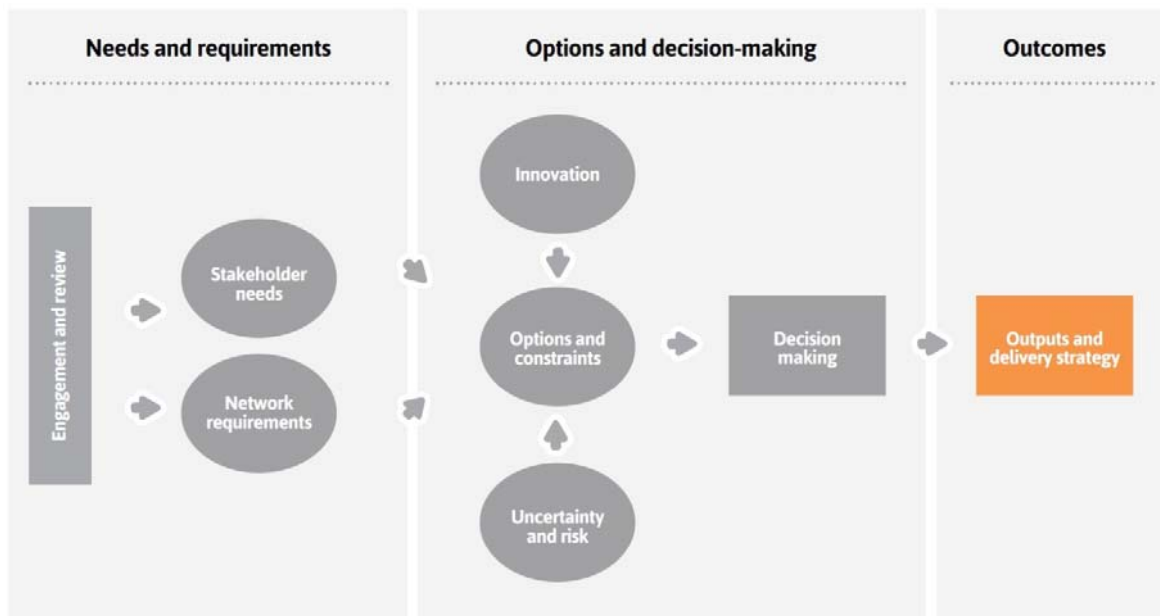 Needs and requirements
Options and decision-making
Outcomes
Engagement and review
Stakeholder
needs
Network
requirements
Innovation
Options and
constraints
Uncertainty
and risk
Decision
making
Outputs and
delivery strategy